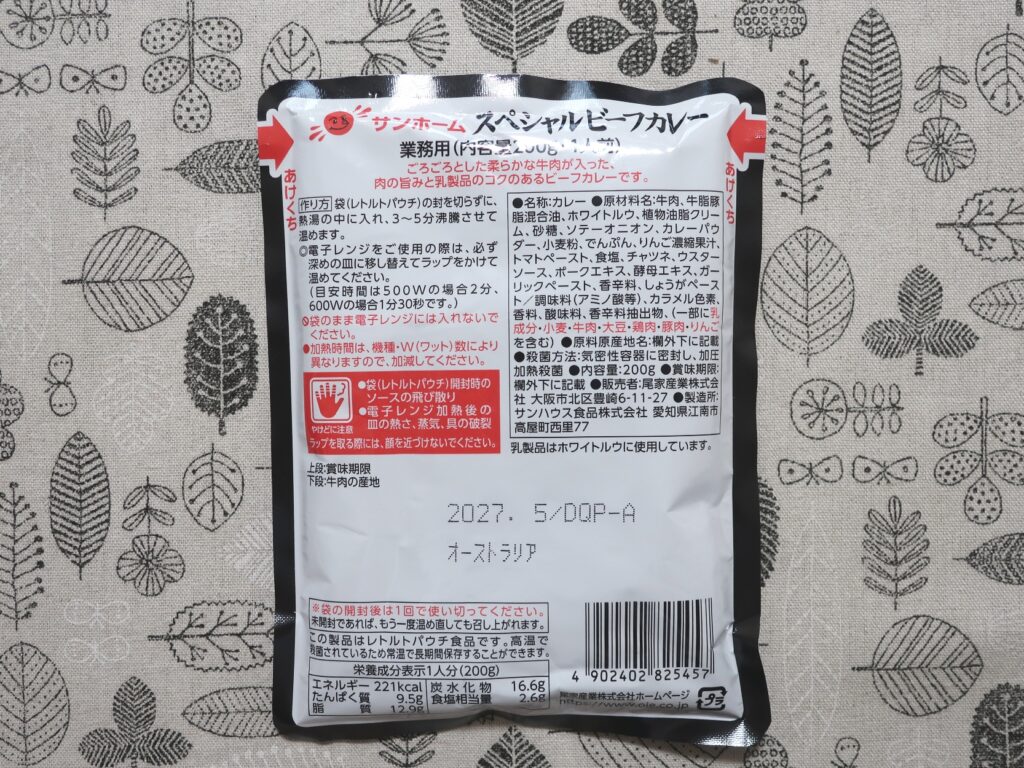 サンホーム スペシャルビーフカレー
業務用(内容量200g・1人前)
ごろごろとした柔らかな牛肉が入った、
肉の旨みと乳製品のコクのあるビーフカレーです。
あけくち
あけくち
作り方 袋(レトルトパウチ)の封を切らずに、
熱湯の中に入れ、3〜5分沸騰させて
温めます。
◎電子レンジをご使用の際は、必ず
深めの皿に移し替えてラップをかけて
温めてください。
(目安時間は500Wの場合2分、
600Wの場合1分30秒です。)
袋のまま電子レンジには入れないで
ください。
●加熱時間は、機種・W(ワット)数により
異なりますので、加減してください。
やけどに注意
●袋(レトルトパウチ)開封時の
ソースの飛び散り
●電子レンジ加熱後の
皿の熱さ、蒸気、具の破裂
ラップを取る際には、顔を近づけないでください。
上段:賞味期限
下段:牛肉の産地
●名称:カレー ●原材料名:牛肉、牛脂豚
脂混合油、ホワイトルウ、植物油脂クリー
ム、砂糖、ソテーオニオン、カレーパウ
ダー、小麦粉、でんぷん、りんご濃縮果汁、
トマトペースト、食塩、チャツネ、ウスター
ソース、ポークエキス、酵母エキス、ガー
リックペースト、香辛料、しょうがペー
スト/調味料(アミノ酸等)、カラメル色素、
香料、酸味料、香辛料抽出物、(一部に乳
成分・小麦・牛肉・大豆・鶏肉・豚肉・りんご
を含む) ●原料原産地名:欄外下に記載
●殺菌方法:気密性容器に密封し、加圧
加熱殺菌 ●内容量:200g ●賞味期限:
欄外下に記載 ●販売者:尾家産業株式会
社 大阪市北区豊崎6-11-27 ●製造所:
サンハウス食品株式会社 愛知県江南市
高屋町西里77
乳製品はホワイトルウに使用しています。
2027. 5/DQP-A
オーストラリア
※袋の開封後は1回で使い切ってください。
未開封であれば、もう一度温め直しても召し上がれます。
この製品はレトルトパウチ食品です。高温で
殺菌されているため常温で長期間保存することができます。
栄養成分表示1人分(200g)
エネルギー 221kcal 炭水化物 16.6g
たんぱく質 9.5g 食塩相当量 2.6g
脂質 12.9g
4 902402 825457
尾家産業株式会社ホームページ
https://www.oie.co.jp
プラ